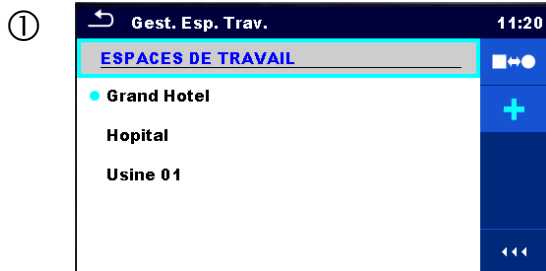 ①
Gest. Esp. Trav. 11:20
ESPACES DE TRAVAIL
Grand Hotel
Hopital
Usine 01